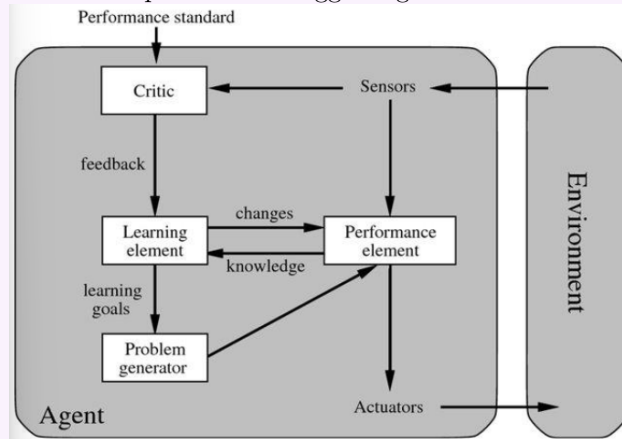 Performance standard
Critic
Sensors
feedback
changes
Learning
element
Performance
element
knowledge
learning
goals
Problem
generator
Agent
Actuators
Environment